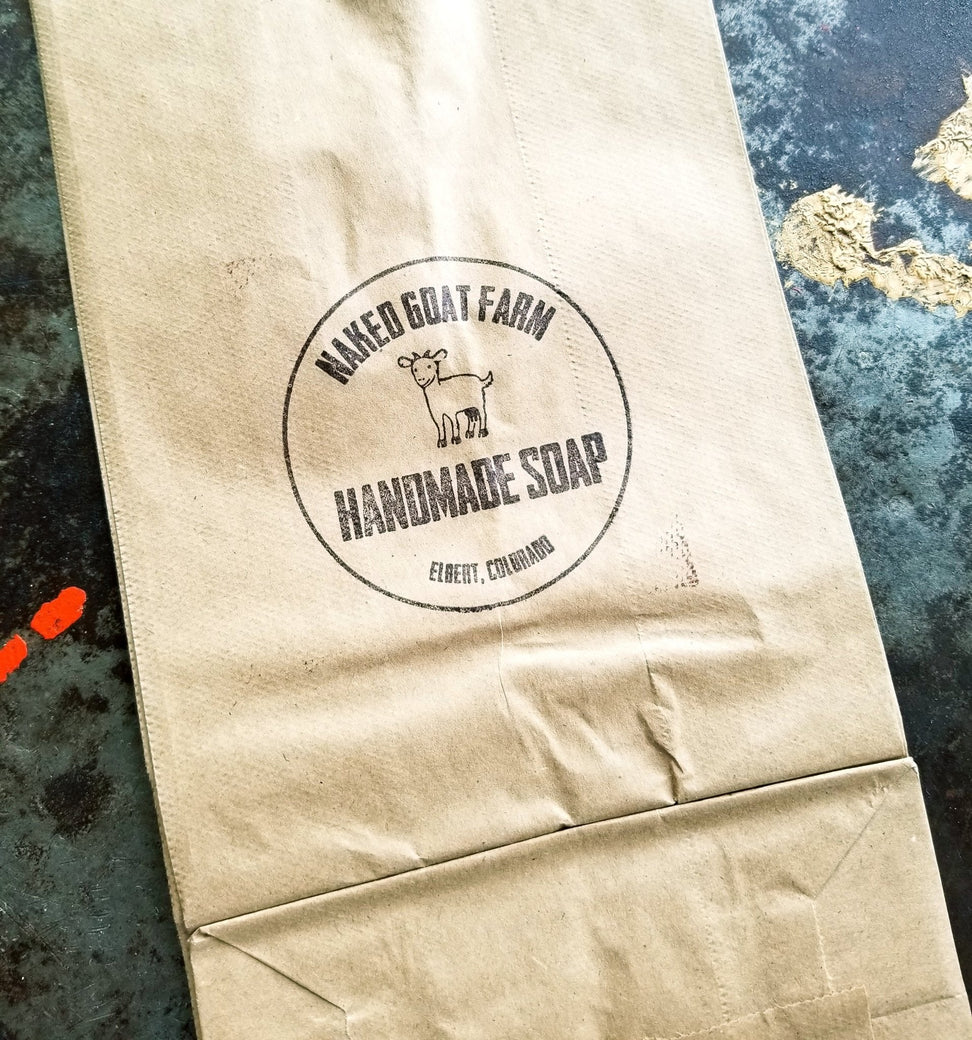 NAKED GOAT FARM
HANDMADE SOAP
ELBERT, COLORADO